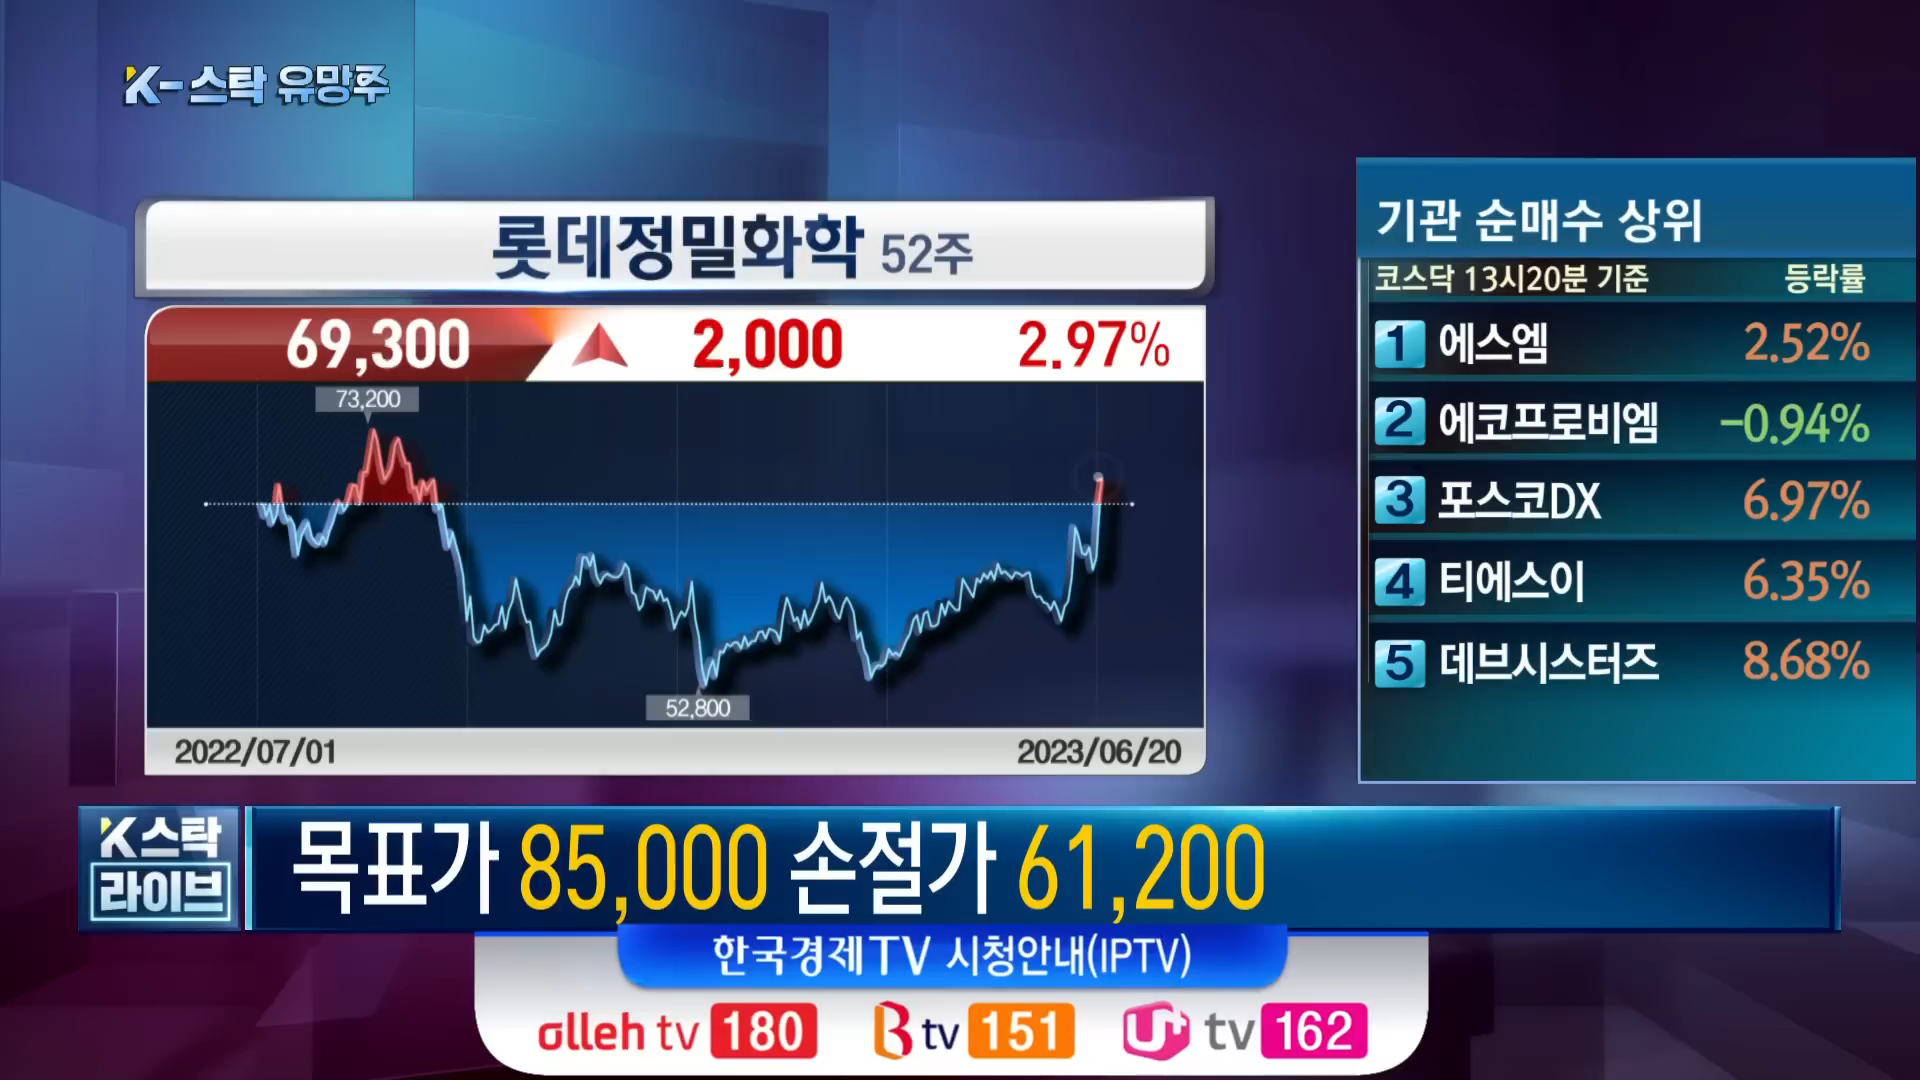 K-스탁 유망주
롯데정밀화학 52주
69,300 2,000 2.97%
73,200
52,800
2022/07/01 2023/06/20
기관 순매수 상위
코스닥 13시20분 기준 등락률
1 에스엠 2.52%
2 에코프로비엠 -0.94%
3 포스코DX 6.97%
4 티에스이 6.35%
5 데브시스터즈 8.68%
K스탁
라이브
목표가 85,000 손절가 61,200
한국경제TV 시청안내(IPTV)
olleh tv 180 B tv 151 U+ tv 162